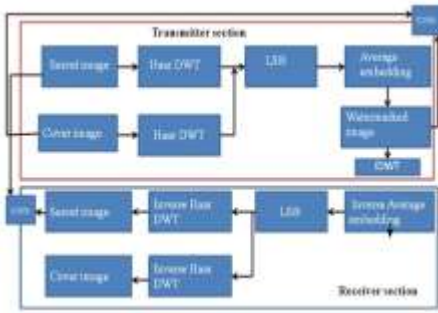 Transmitter section
Secret image
Haar DWT
LSB
Average
embedding
Cover image
Haar DWT
Watermarked
image
IDWT
Secret image
Inverse Haar
DWT
LSB
Inverse Average
embedding
Cover image
Inverse Haar
DWT
Receiver section